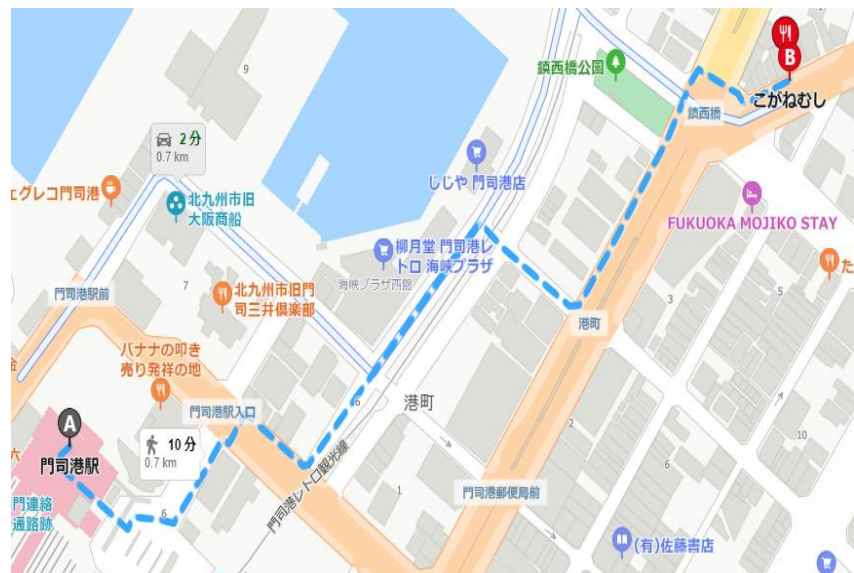 9
2分
0.7 km
ェグレコ門司港
北九州市旧
大阪商船
鎮西橋公園
B
こがねむし
鎮西橋
じじや 門司港店
FUKUOKA MOJIKO STAY
た
柳月堂 門司港レ
トロ 海峡プラザ
海峡プラザ西館
7
北九州市旧門
司三井倶楽部
門司港駅前
バナナの叩き
売り発祥の地
港町
3
5
金
門司港駅入口
6
港町
A
門司港駅
六
10分
0.7 km
2
10
6
門司港レトロ観光線
門連絡
通路跡
6
1
門司港郵便局前
(有)佐藤書店